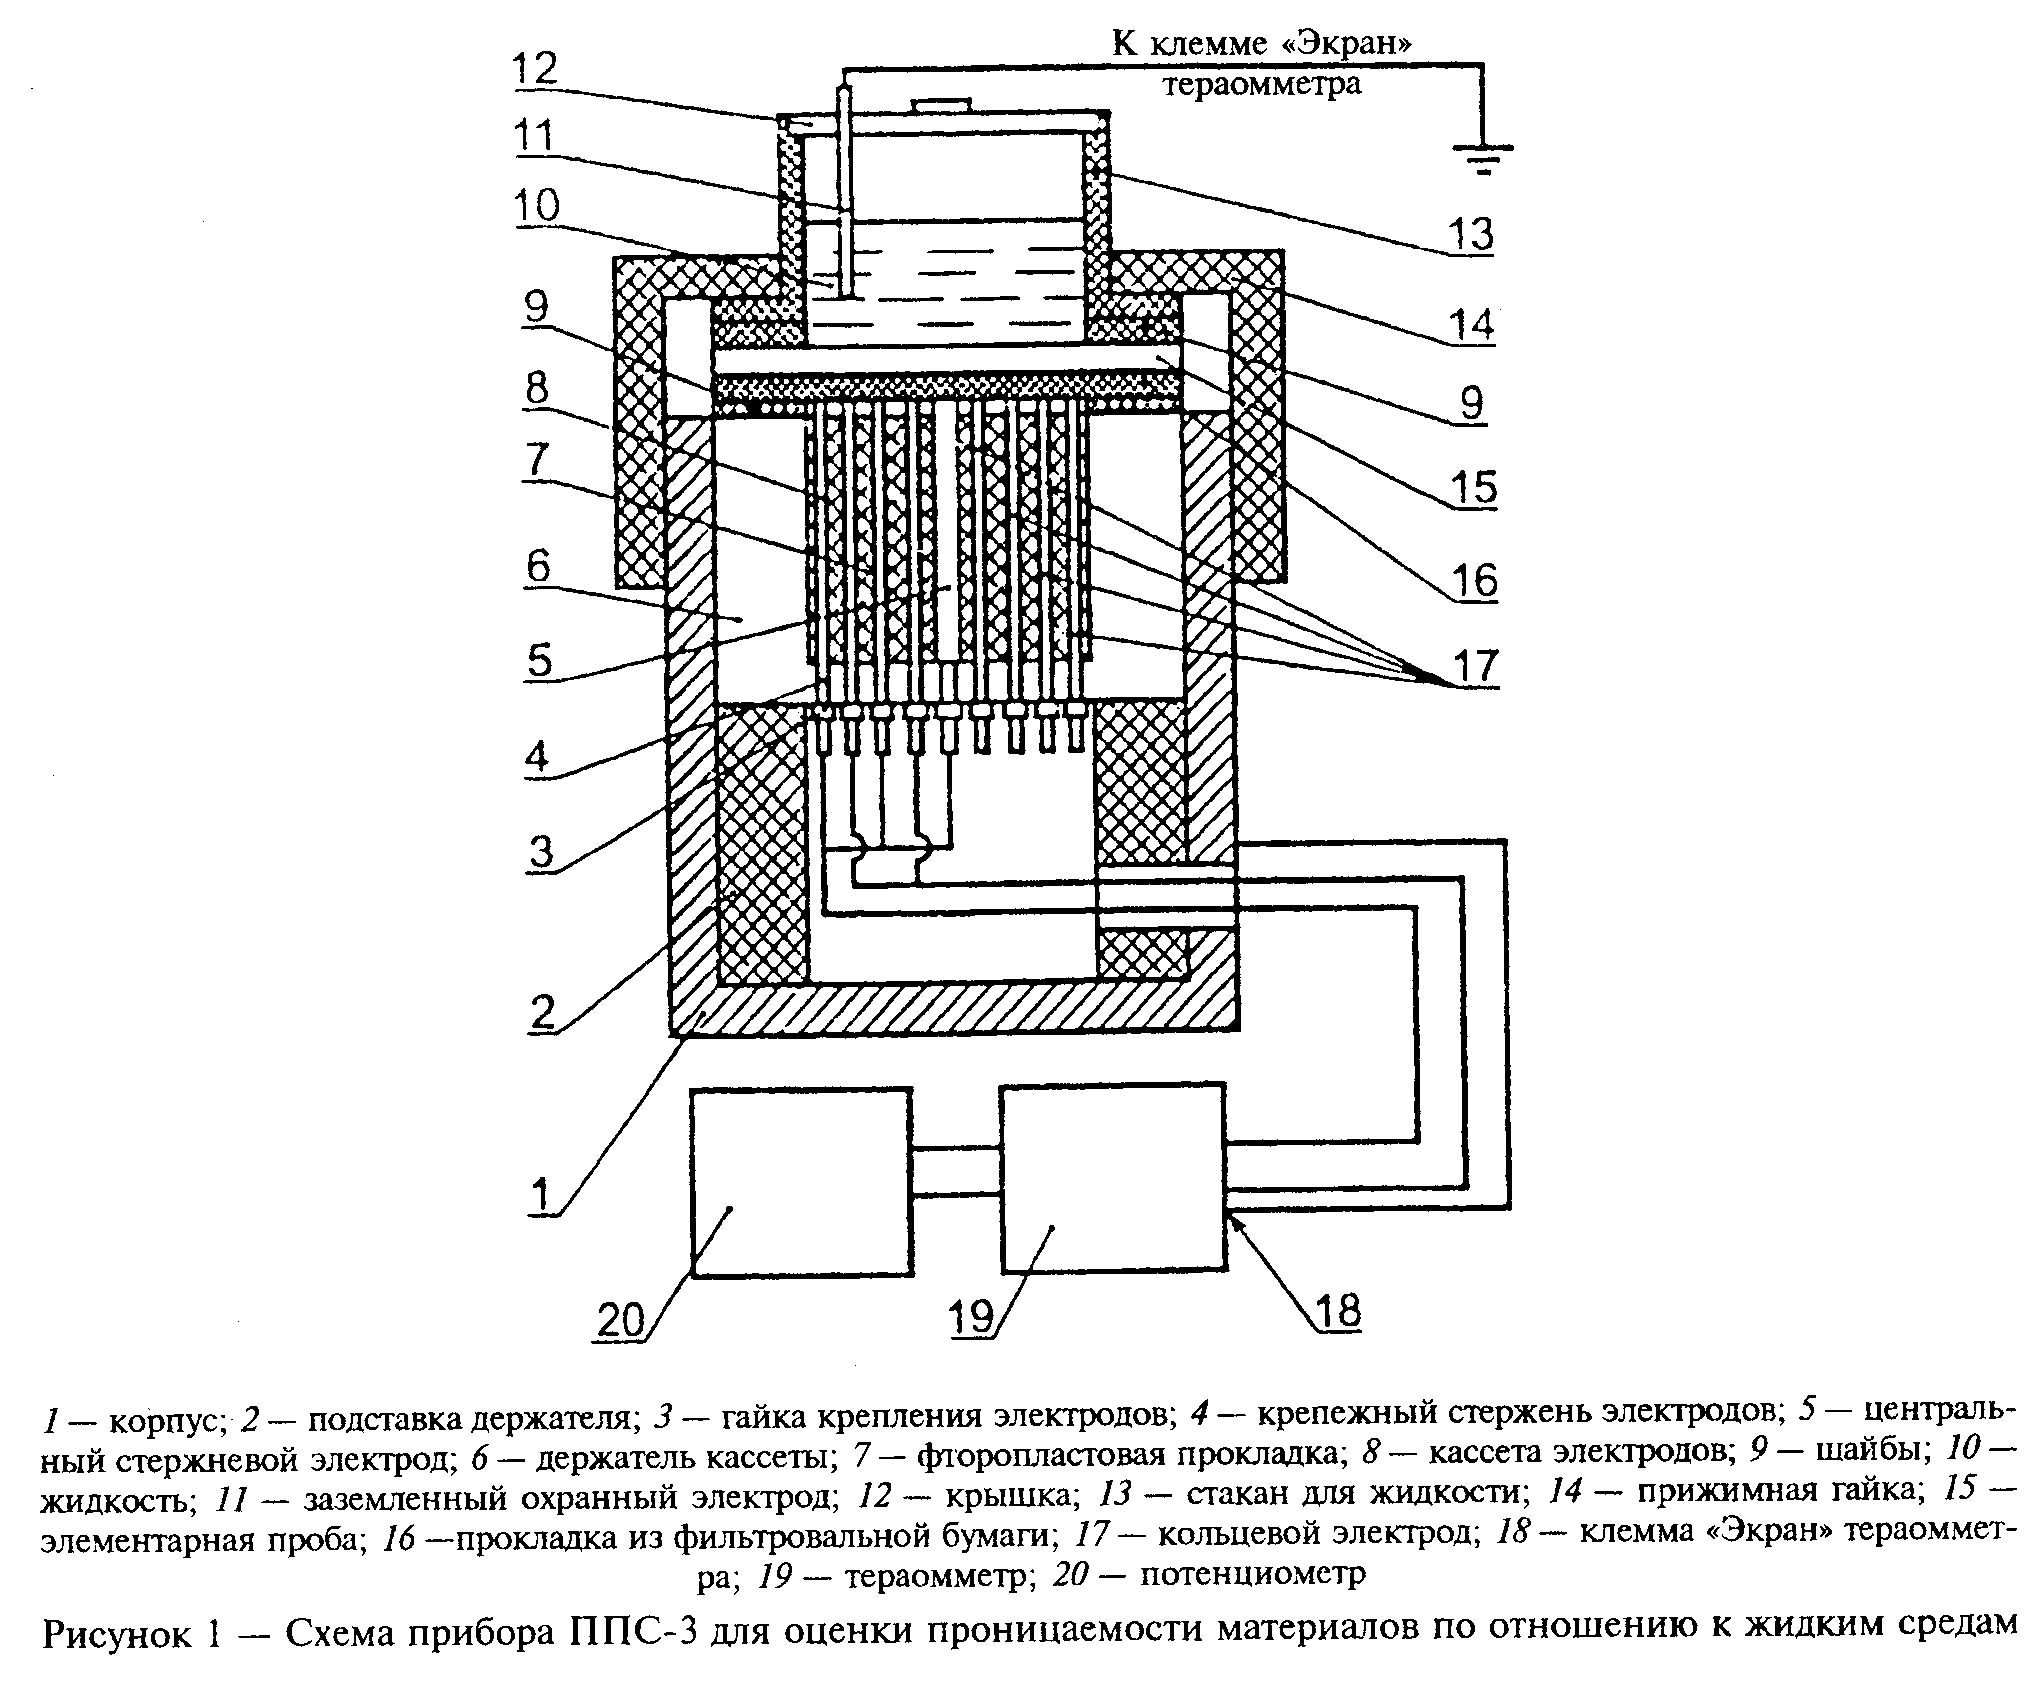 К клемме «Экран»
тераомметра
12
11
10
9
8
7
6
5
4
3
2
1
13
14
9
15
16
17
18
19
20
1 — корпус; 2 — подставка держателя; 3 — гайка крепления электродов; 4 — крепежный стержень электродов; 5 — централь-
ный стержневой электрод; 6 — держатель кассеты; 7 — фторопластовая прокладка; 8 — кассета электродов; 9 — шайбы; 10 —
жидкость; 11 — заземленный охранный электрод; 12 — крышка; 13 — стакан для жидкости; 14 — прижимная гайка; 15 —
элементарная проба; 16 —прокладка из фильтровальной бумаги; 17 — кольцевой электрод; 18 — клемма «Экран» тераоммет-
ра; 19 — тераомметр; 20 — потенциометр
Рисунок 1 — Схема прибора ППС-3 для оценки проницаемости материалов по отношению к жидким средам